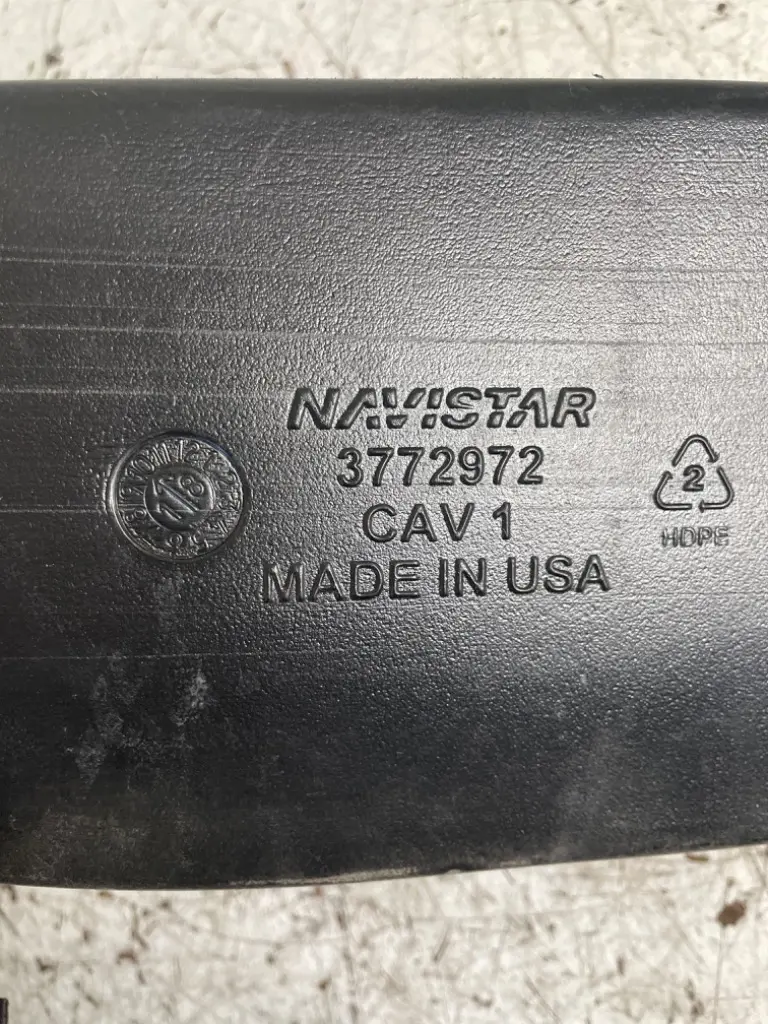 NAVISTAR
3772972
CAV 1
MADE IN USA
2
HDPE